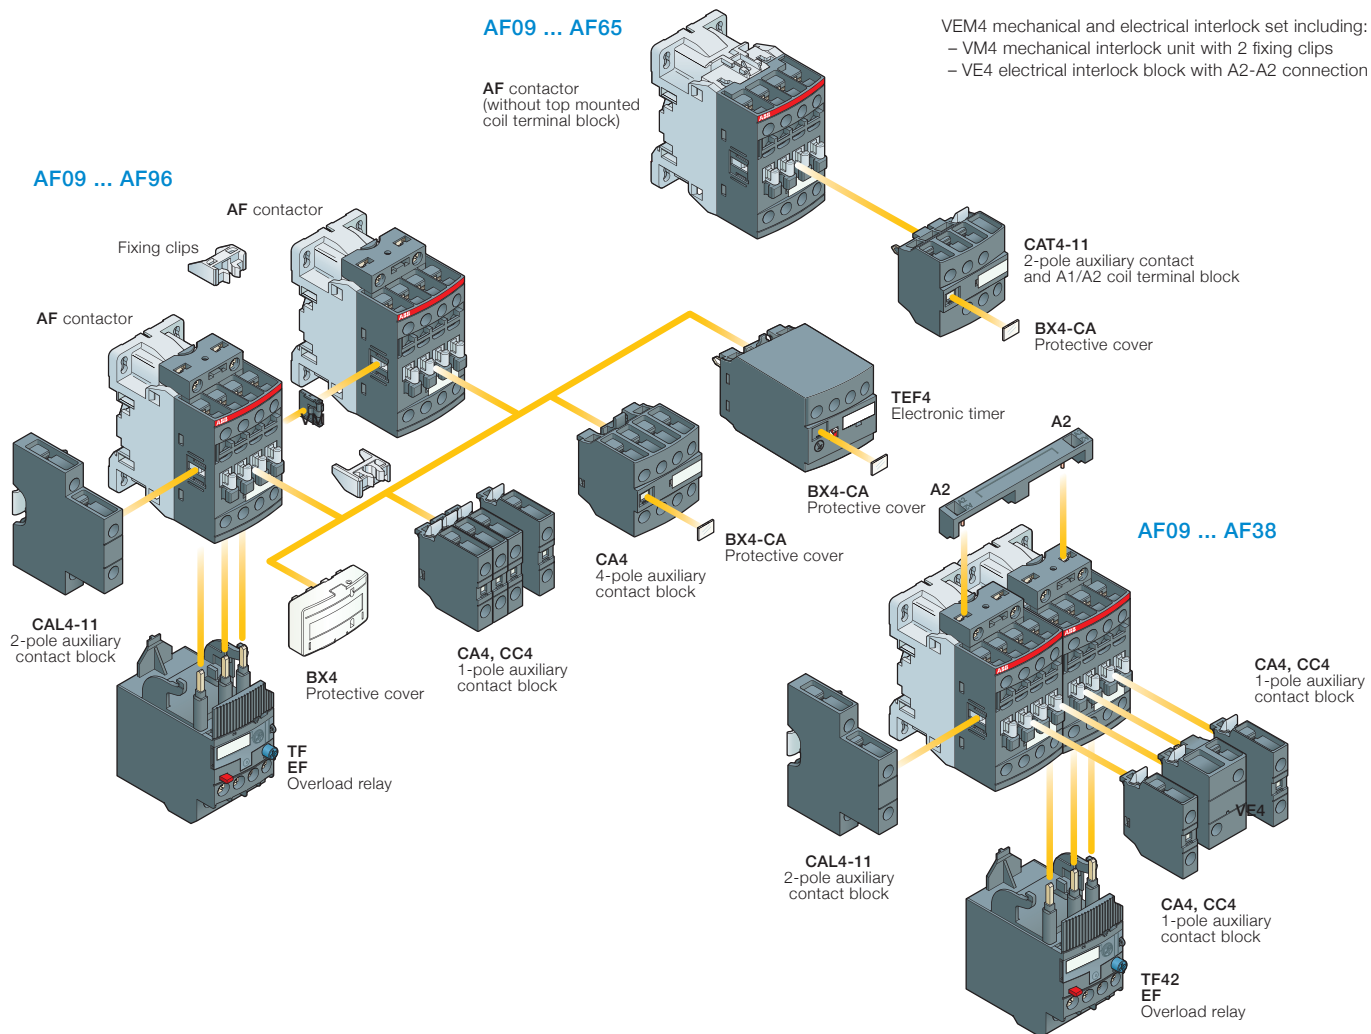 AF09 ... AF65
VEM4 mechanical and electrical interlock set including:
– VM4 mechanical interlock unit with 2 fixing clips
– VE4 electrical interlock block with A2-A2 connection
AF contactor
(without top mounted
coil terminal block)
ABB
AF09 ... AF96
AF contactor
Fixing clips
AF contactor
ABB
ABB
CAT4-11
2-pole auxiliary contact
and A1/A2 coil terminal block
BX4-CA
Protective cover
TEF4
Electronic timer
BX4-CA
Protective cover
CA4
4-pole auxiliary
contact block
BX4-CA
Protective cover
CA4, CC4
1-pole auxiliary
contact block
BX4
Protective cover
CAL4-11
2-pole auxiliary
contact block
TF
EF
Overload relay
A2
A2
AF09 ... AF38
ABB
ABB
CA4, CC4
1-pole auxiliary
contact block
VE4
CAL4-11
2-pole auxiliary
contact block
CA4, CC4
1-pole auxiliary
contact block
TF42
EF
Overload relay